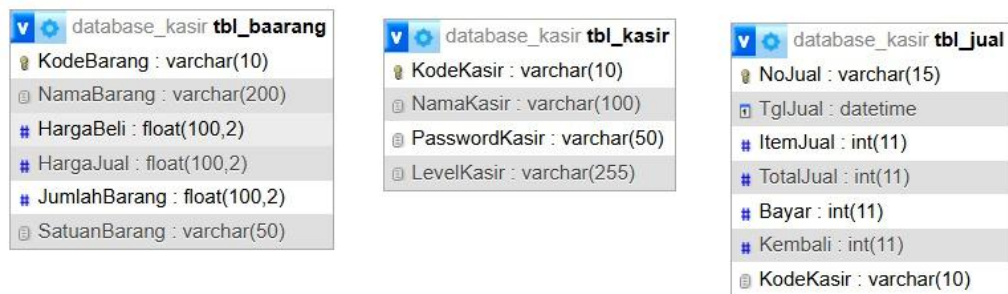 v database_kasir tbl_baarang
KodeBarang : varchar(10)
NamaBarang : varchar(200)
# HargaBeli : float(100,2)
# HargaJual : float(100,2)
# JumlahBarang : float(100,2)
SatuanBarang : varchar(50)
v database_kasir tbl_kasir
KodeKasir : varchar(10)
NamaKasir : varchar(100)
PasswordKasir : varchar(50)
LevelKasir : varchar(255)
v database_kasir tbl_jual
NoJual : varchar(15)
TglJual : datetime
# ItemJual : int(11)
# TotalJual : int(11)
# Bayar : int(11)
# Kembali : int(11)
KodeKasir : varchar(10)